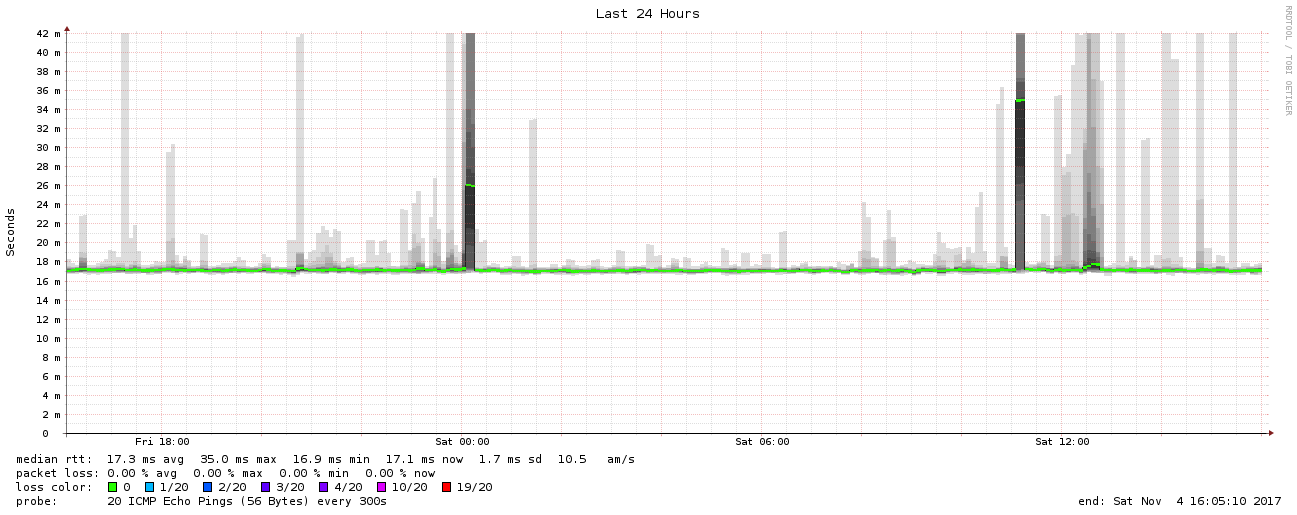 Last 24 Hours
RRDTOOL / TOBI OETIKER
Seconds
42 m
40 m
38 m
36 m
34 m
32 m
30 m
28 m
26 m
24 m
22 m
20 m
18 m
16 m
14 m
12 m
10 m
8 m
6 m
4 m
2 m
0
Fri 18:00 Sat 00:00 Sat 06:00 Sat 12:00
median rtt: 17.3 ms avg 35.0 ms max 16.9 ms min 17.1 ms now 1.7 ms sd 10.5 am/s
packet loss: 0.00 % avg 0.00 % max 0.00 % min 0.00 % now
loss color: 0 1/20 2/20 3/20 4/20 10/20 19/20
probe: 20 ICMP Echo Pings (56 Bytes) every 300s end: Sat Nov 4 16:05:10 2017